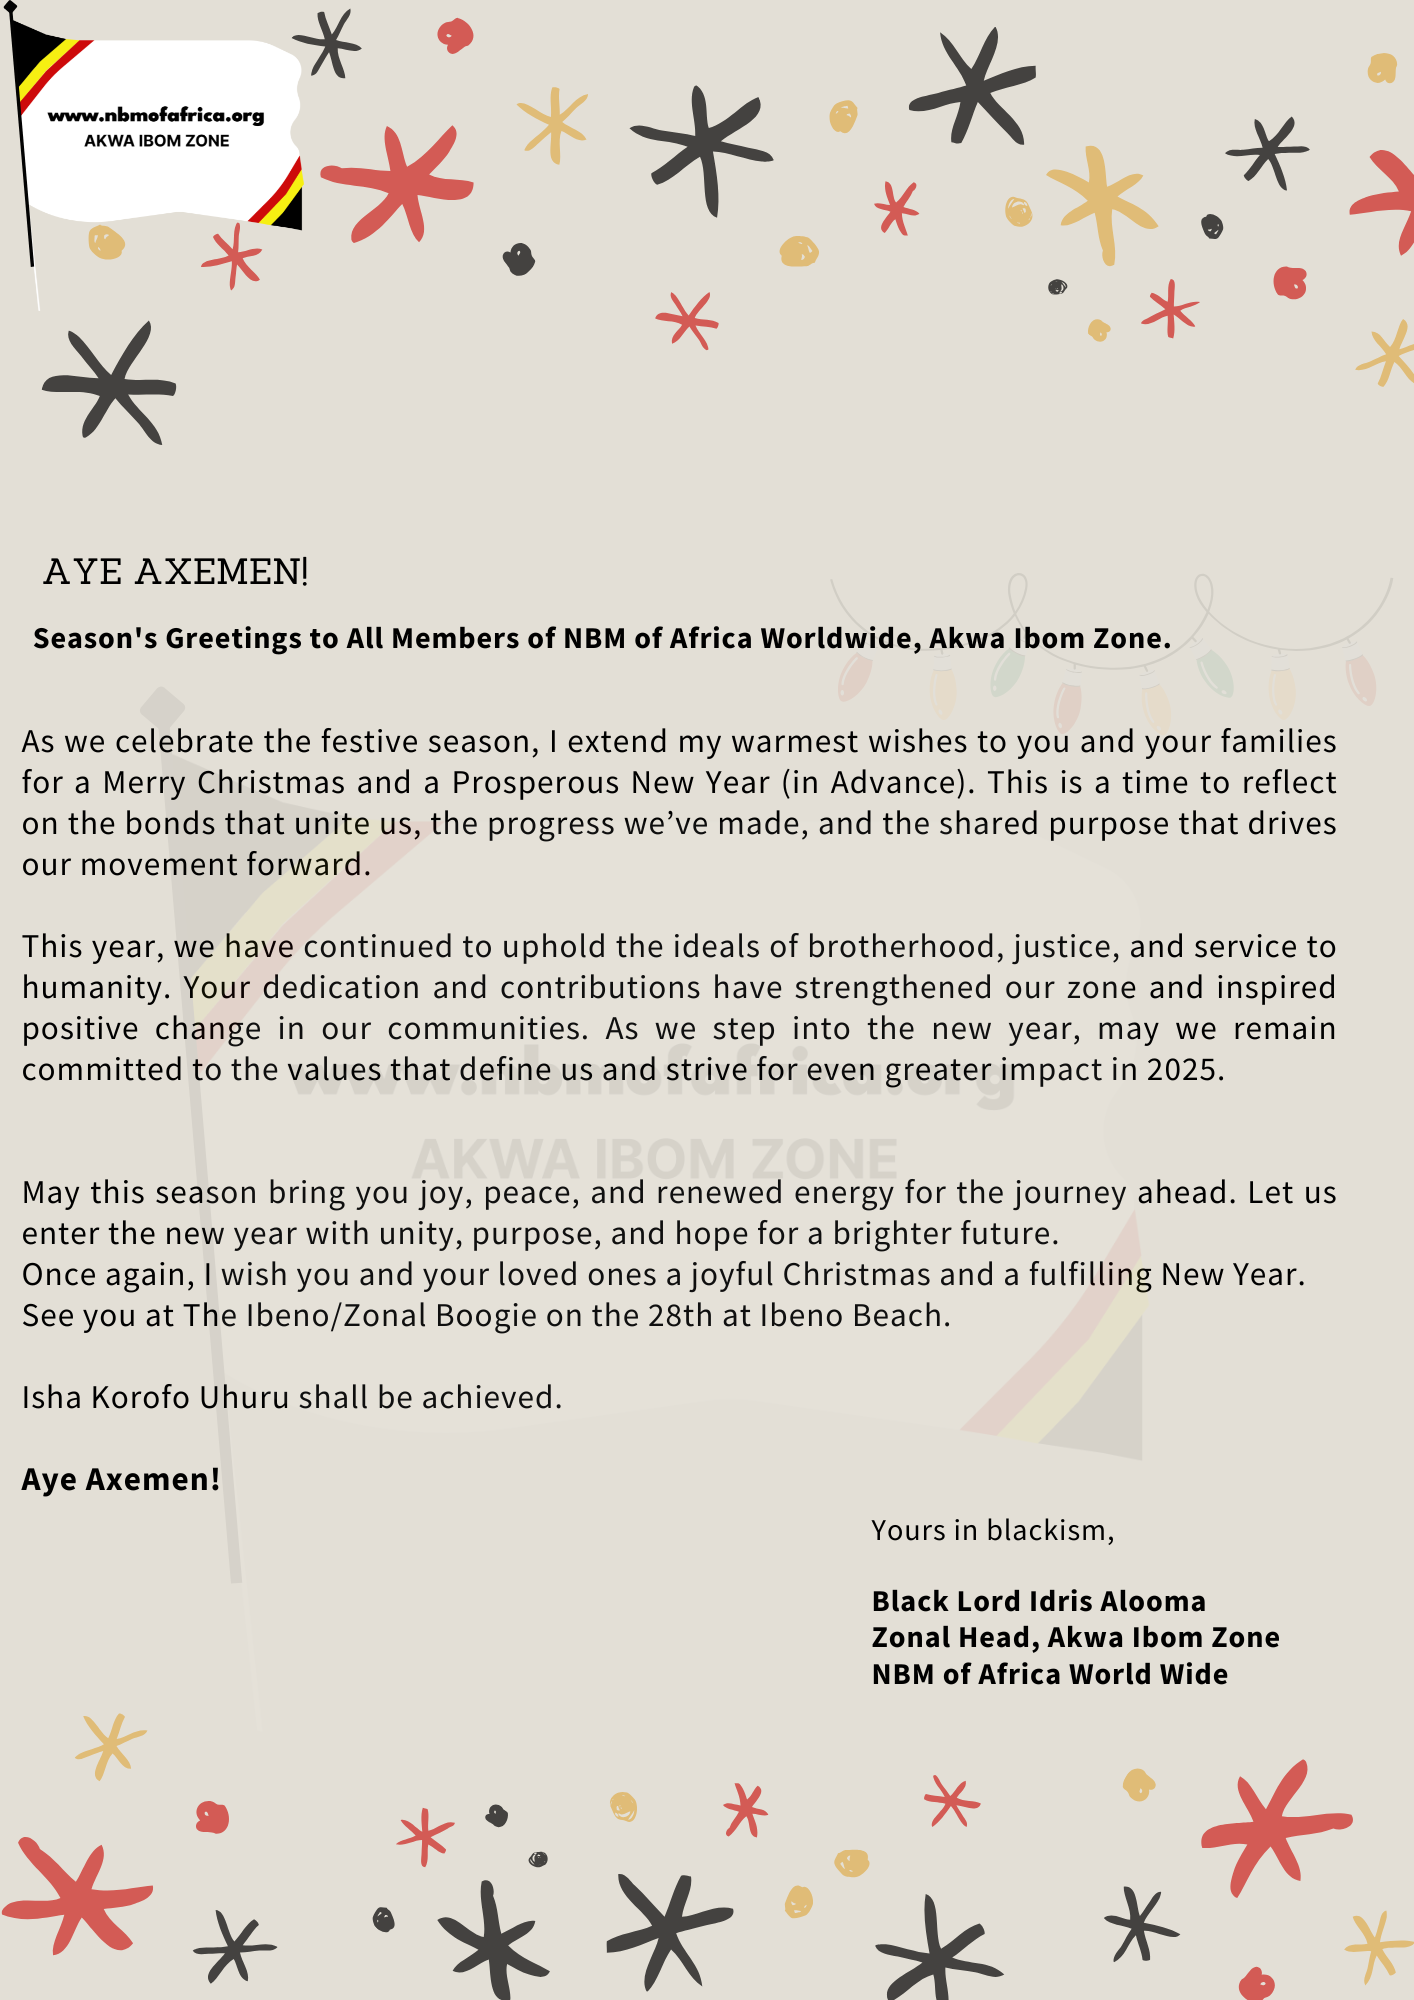 www.nbmofafrica.org
AKWA IBOM ZONE
AYE AXEMEN!
Season's Greetings to All Members of NBM of Africa Worldwide, Akwa Ibom Zone.
As we celebrate the festive season, I extend my warmest wishes to you and your families
for a Merry Christmas and a Prosperous New Year (in Advance). This is a time to reflect
on the bonds that unite us, the progress we’ve made, and the shared purpose that drives
our movement forward.
This year, we have continued to uphold the ideals of brotherhood, justice, and service to
humanity. Your dedication and contributions have strengthened our zone and inspired
positive change in our communities. As we step into the new year, may we remain
committed to the values that define us and strive for even greater impact in 2025.
www.nbmofafrica.org
AKWA IBOM ZONE
May this season bring you joy, peace, and renewed energy for the journey ahead. Let us
enter the new year with unity, purpose, and hope for a brighter future.
Once again, I wish you and your loved ones a joyful Christmas and a fulfilling New Year.
See you at The Ibeno/Zonal Boogie on the 28th at Ibeno Beach.
Isha Korofo Uhuru shall be achieved.
Aye Axemen!
Yours in blackism,
Black Lord Idris Alooma
Zonal Head, Akwa Ibom Zone
NBM of Africa World Wide